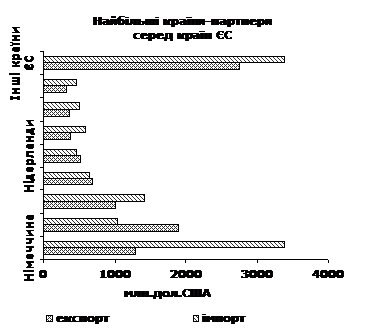 Найбільші країни-партнери
серед країн ЄС
Інші країни
ЄС
Нідерланди
Німеччина
0 1000 2000 3000 4000
млн.дол.США
експорт імпорт